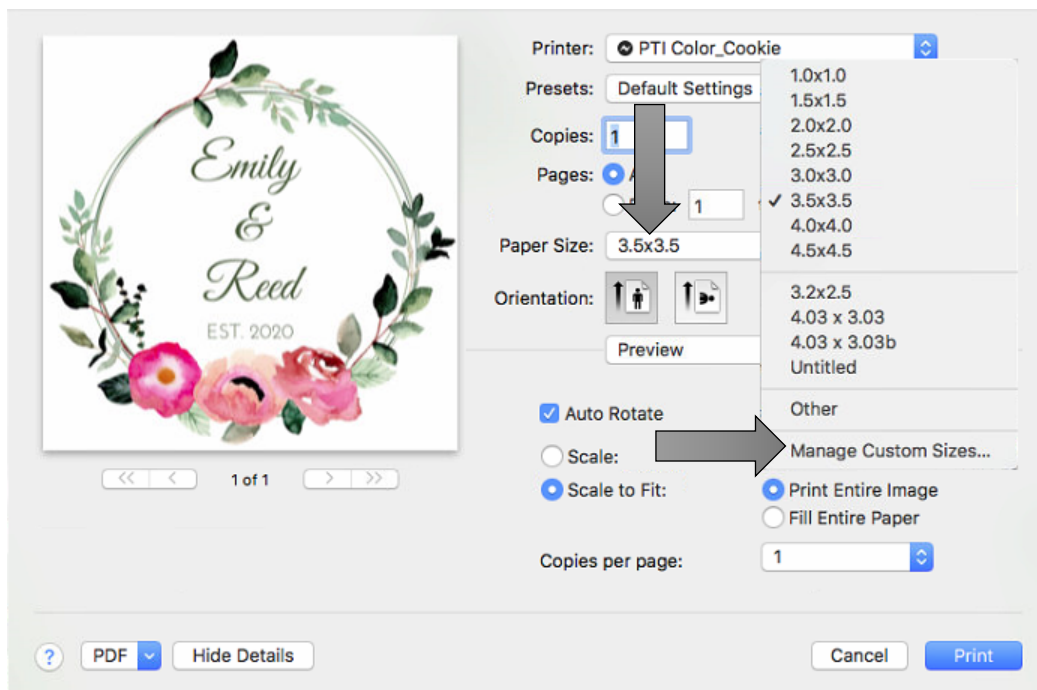 Emily
&
Reed
EST. 2020
<< < 1 of 1 > >>
Printer: PTI Color_Cookie
Presets: Default Settings
Copies: 1
Pages:
1
Paper Size: 3.5x3.5
Orientation:
Preview
1.0x1.0
1.5x1.5
2.0x2.0
2.5x2.5
3.0x3.0
✓ 3.5x3.5
4.0x4.0
4.5x4.5
3.2x2.5
4.03 x 3.03
4.03 x 3.03b
Untitled
Other
Manage Custom Sizes...
Auto Rotate
Scale:
Scale to Fit:
Print Entire Image
Fill Entire Paper
Copies per page: 1
? PDF Hide Details Cancel Print